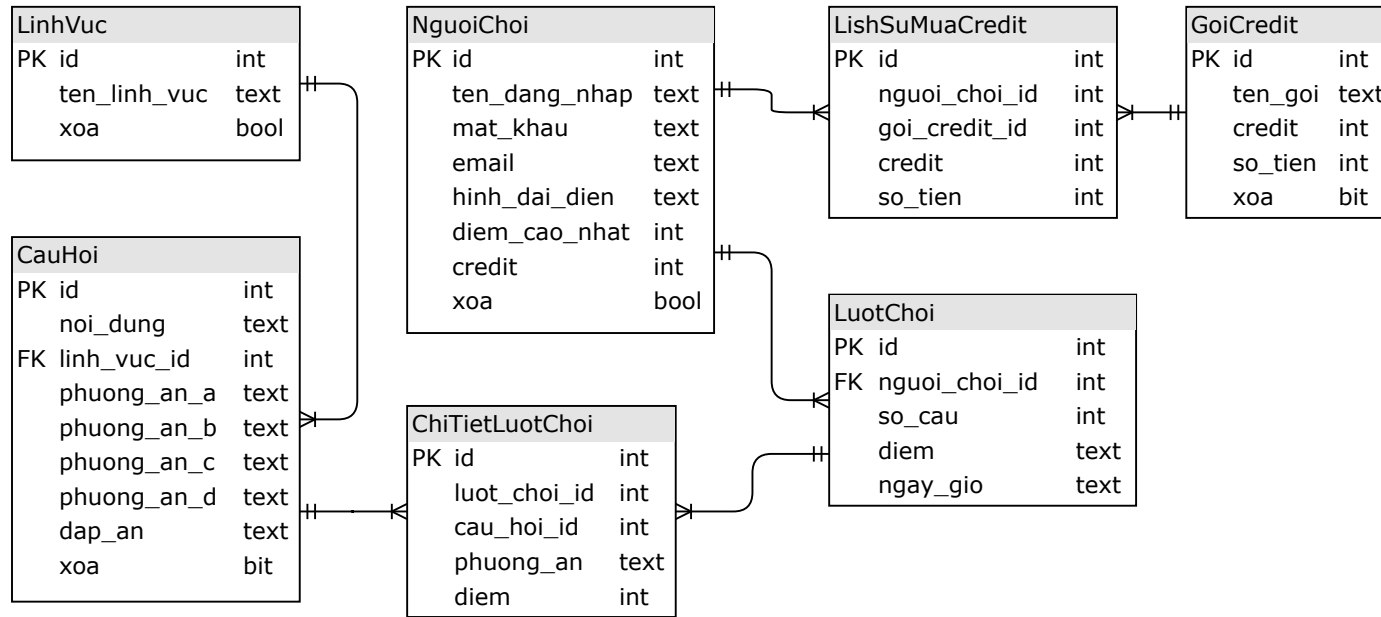 LinhVuc
PK id int
ten_linh_vuc text
xoa bool
NguoiChoi
PK id int
ten_dang_nhap text
mat_khau text
email text
hinh_dai_dien text
diem_cao_nhat int
credit int
xoa bool
LishSuMuaCredit
PK id int
nguoi_choi_id int
goi_credit_id int
credit int
so_tien int
GoiCredit
PK id int
ten_goi text
credit int
so_tien int
xoa bit
CauHoi
PK id int
noi_dung text
FK linh_vuc_id int
phuong_an_a text
phuong_an_b text
phuong_an_c text
phuong_an_d text
dap_an text
xoa bit
ChiTietLuotChoi
PK id int
luot_choi_id int
cau_hoi_id int
phuong_an text
diem int
LuotChoi
PK id int
FK nguoi_choi_id int
so_cau int
diem text
ngay_gio text